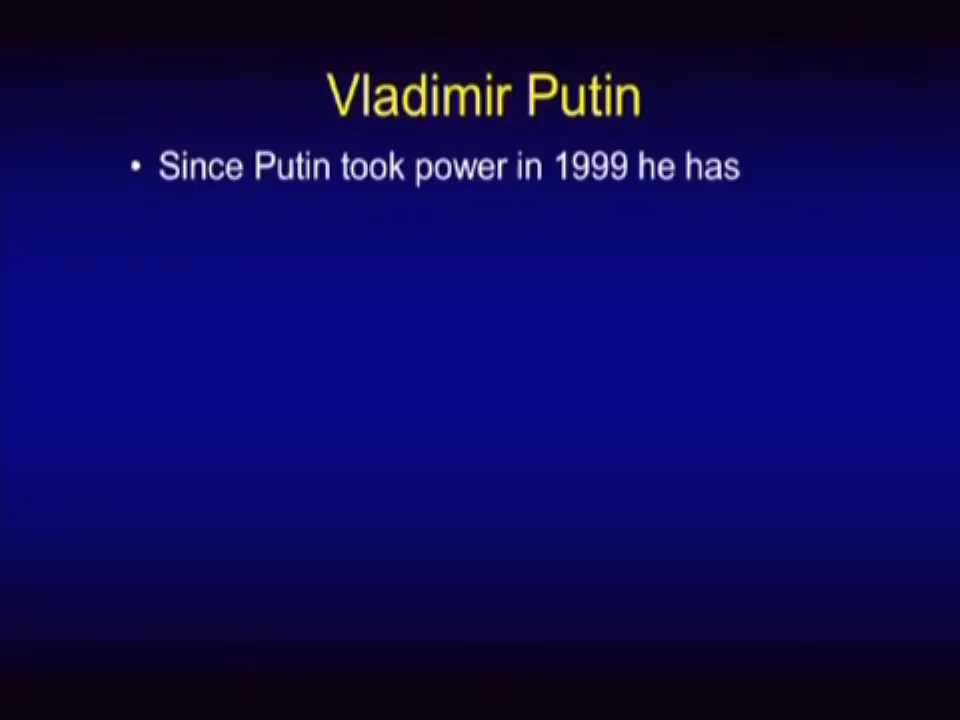 Vladimir Putin
• Since Putin took power in 1999 he has